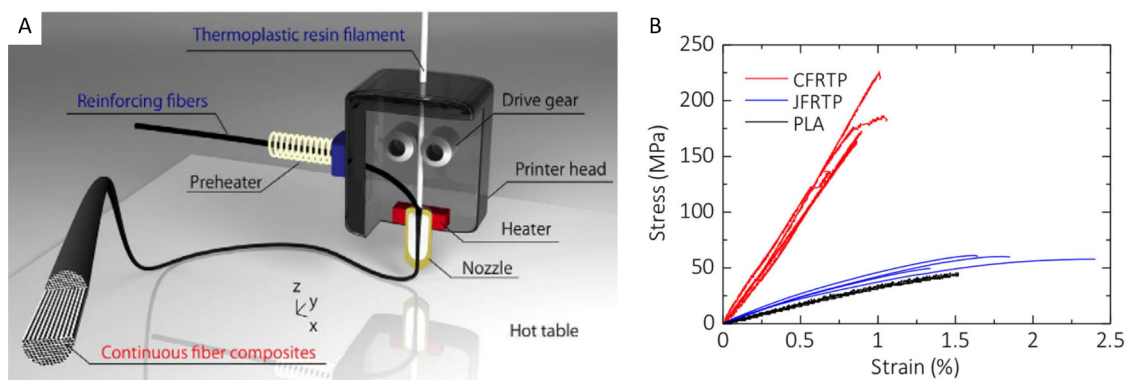 A
Thermoplastic resin filament
Reinforcing fibers
Drive gear
Preheater
Printer head
Heater
Nozzle
z
y
x
Hot table
Continuous fiber composites
B
250
200
150
100
50
0
CFRTP
JFRTP
PLA
Stress (MPa)
0 0.5 1 1.5 2 2.5
Strain (%)